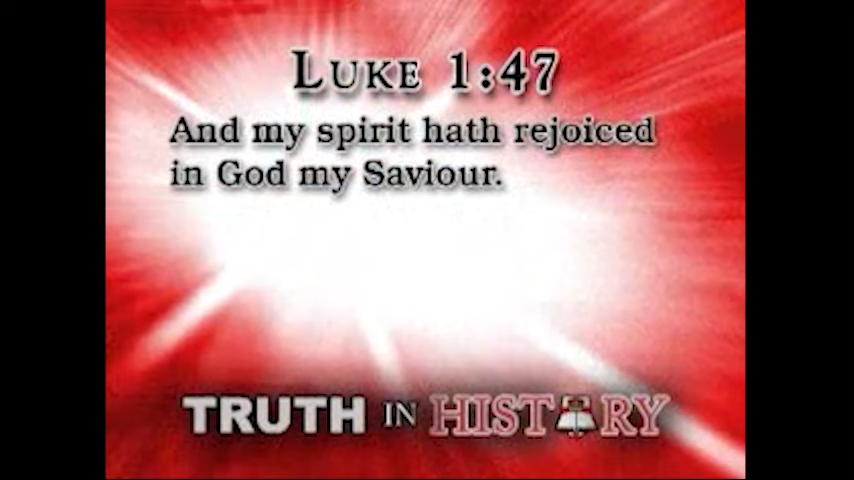 LUKE 1:47
And my spirit hath rejoiced
in God my Saviour.
TRUTH IN HISTORY